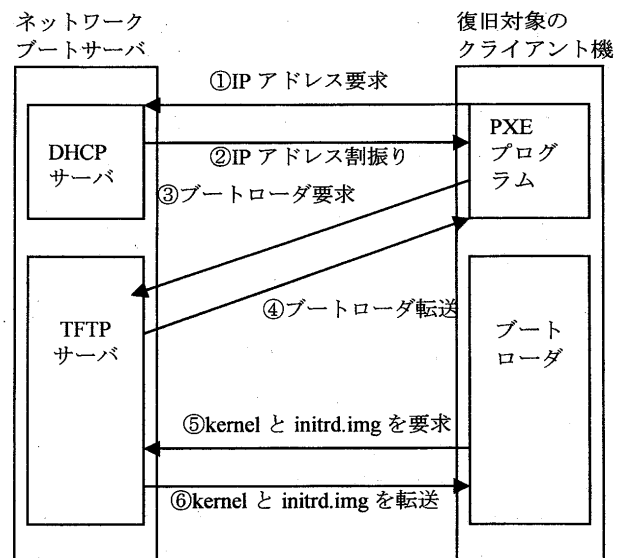 ネットワーク
ブートサーバ
復旧対象の
クライアント機
①IP アドレス要求
DHCP
サーバ
PXE
プログ
ラム
②IP アドレス割振り
③ブートローダ要求
④ブートローダ転送
TFTP
サーバ
ブート
ローダ
⑤kernel と initrd.img を要求
⑥kernel と initrd.img を転送